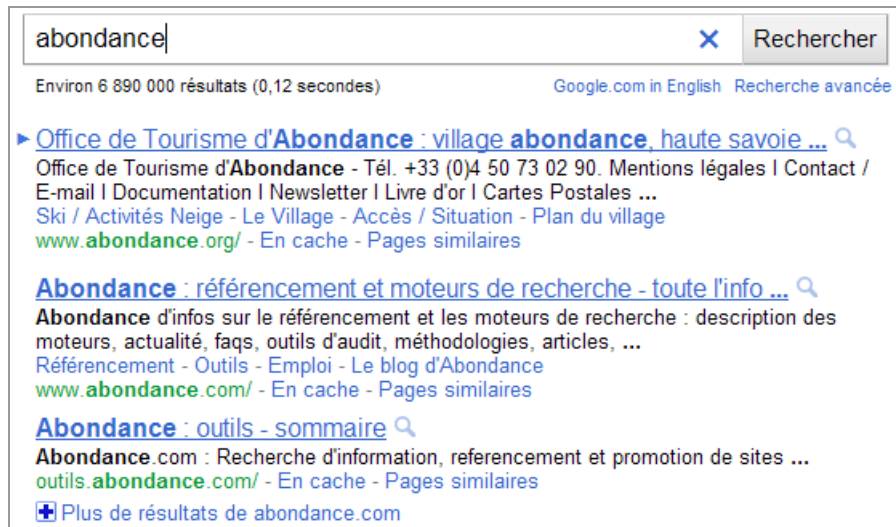 abondance
Rechercher
Environ 6 890 000 résultats (0,12 secondes)
Google.com in English Recherche avancée
Office de Tourisme d'Abondance : village abondance, haute savoie ...
Office de Tourisme d'Abondance - Tél. +33 (0)4 50 73 02 90. Mentions légales I Contact /
E-mail I Documentation I Newsletter I Livre d'or I Cartes Postales ...
Ski / Activités Neige - Le Village - Accès / Situation - Plan du village
www.abondance.org/ - En cache - Pages similaires
Abondance : référencement et moteurs de recherche - toute l'info ...
Abondance d'infos sur le référencement et les moteurs de recherche : description des
moteurs, actualité, faqs, outils d'audit, méthodologies, articles, ...
Référencement - Outils - Emploi - Le blog d'Abondance
www.abondance.com/ - En cache - Pages similaires
Abondance : outils - sommaire
Abondance.com : Recherche d'information, referencement et promotion de sites ...
outils.abondance.com/ - En cache - Pages similaires
Plus de résultats de abondance.com